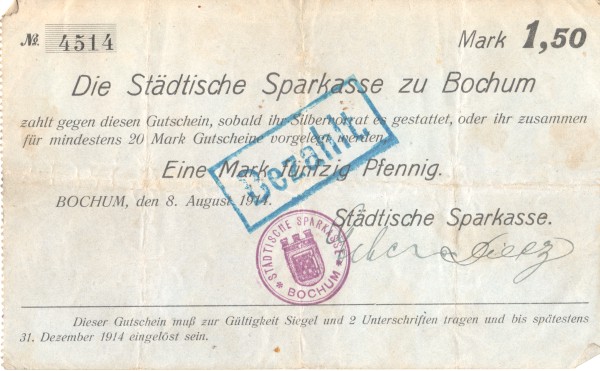 No. 4514
Mark 1,50
Die Städtische Sparkasse zu Bochum
zahlt gegen diesen Gutschein, sobald ihr Silbervorrat es gestattet, oder ihr zusammen
für mindestens 20 Mark Gutscheine vorgelegt werden,
Eine Mark fünfzig Pfennig.
Bezahlt
BOCHUM, den 8. August 1914.
Städtische Sparkasse.
STÄDTISCHE SPARKASSE
* BOCHUM *
Dieser Gutschein muß zur Gültigkeit Siegel und 2 Unterschriften tragen und bis spätestens
31. Dezember 1914 eingelöst sein.